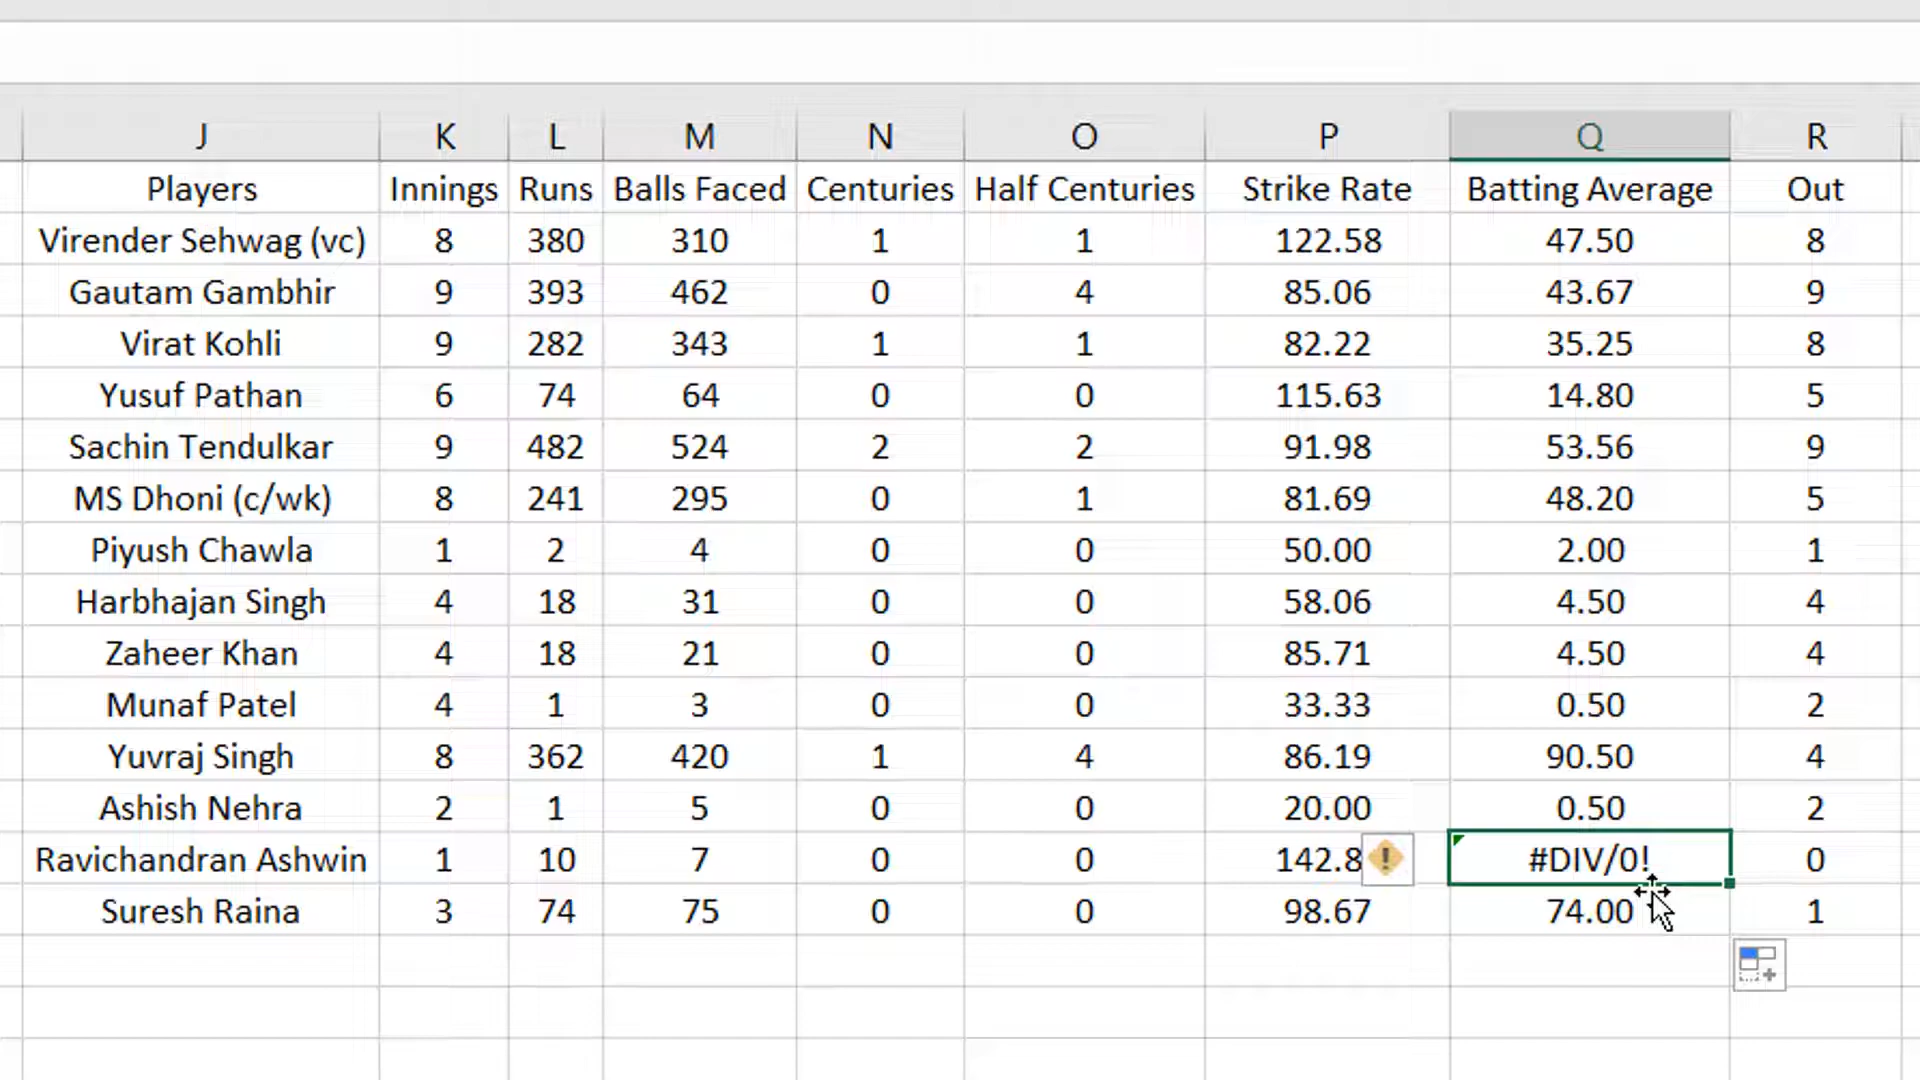 J K L M N O P Q R
Players Innings Runs Balls Faced Centuries Half Centuries Strike Rate Batting Average Out
Virender Sehwag (vc) 8 380 310 1 1 122.58 47.50 8
Gautam Gambhir 9 393 462 0 4 85.06 43.67 9
Virat Kohli 9 282 343 1 1 82.22 35.25 8
Yusuf Pathan 6 74 64 0 0 115.63 14.80 5
Sachin Tendulkar 9 482 524 2 2 91.98 53.56 9
MS Dhoni (c/wk) 8 241 295 0 1 81.69 48.20 5
Piyush Chawla 1 2 4 0 0 50.00 2.00 1
Harbhajan Singh 4 18 31 0 0 58.06 4.50 4
Zaheer Khan 4 18 21 0 0 85.71 4.50 4
Munaf Patel 4 1 3 0 0 33.33 0.50 2
Yuvraj Singh 8 362 420 1 4 86.19 90.50 4
Ashish Nehra 2 1 5 0 0 20.00 0.50 2
Ravichandran Ashwin 1 10 7 0 0 142.8 #DIV/0! 0
Suresh Raina 3 74 75 0 0 98.67 74.00 1